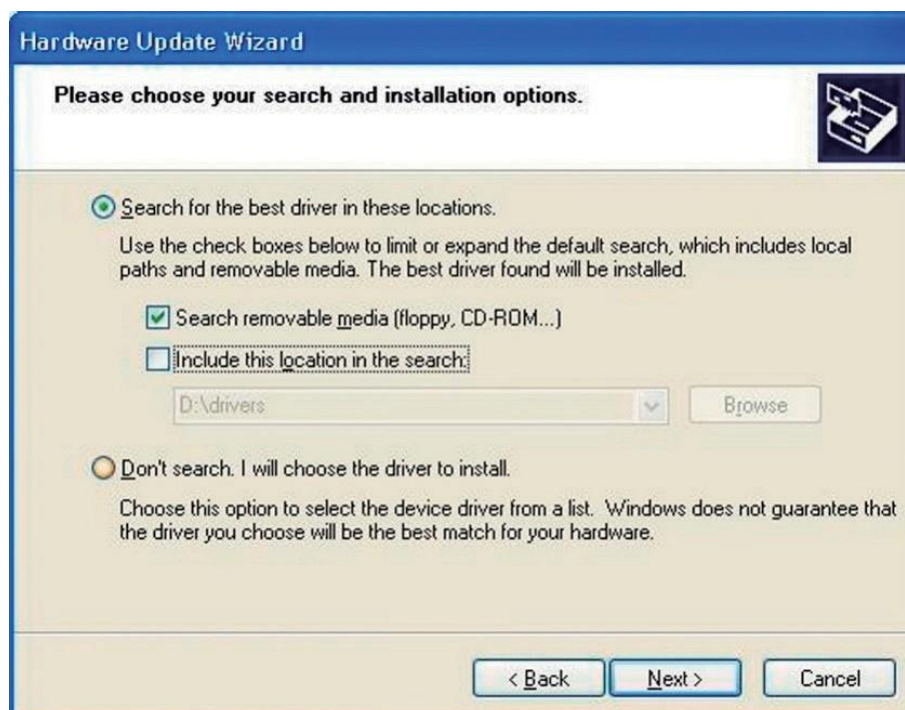 Hardware Update Wizard
Please choose your search and installation options.
Search for the best driver in these locations.
Use the check boxes below to limit or expand the default search, which includes local
paths and removable media. The best driver found will be installed.
Search removable media (floppy, CD-ROM...)
Include this location in the search:
D:\drivers
Browse
Don't search. I will choose the driver to install.
Choose this option to select the device driver from a list. Windows does not guarantee that
the driver you choose will be the best match for your hardware.
< Back
Next >
Cancel